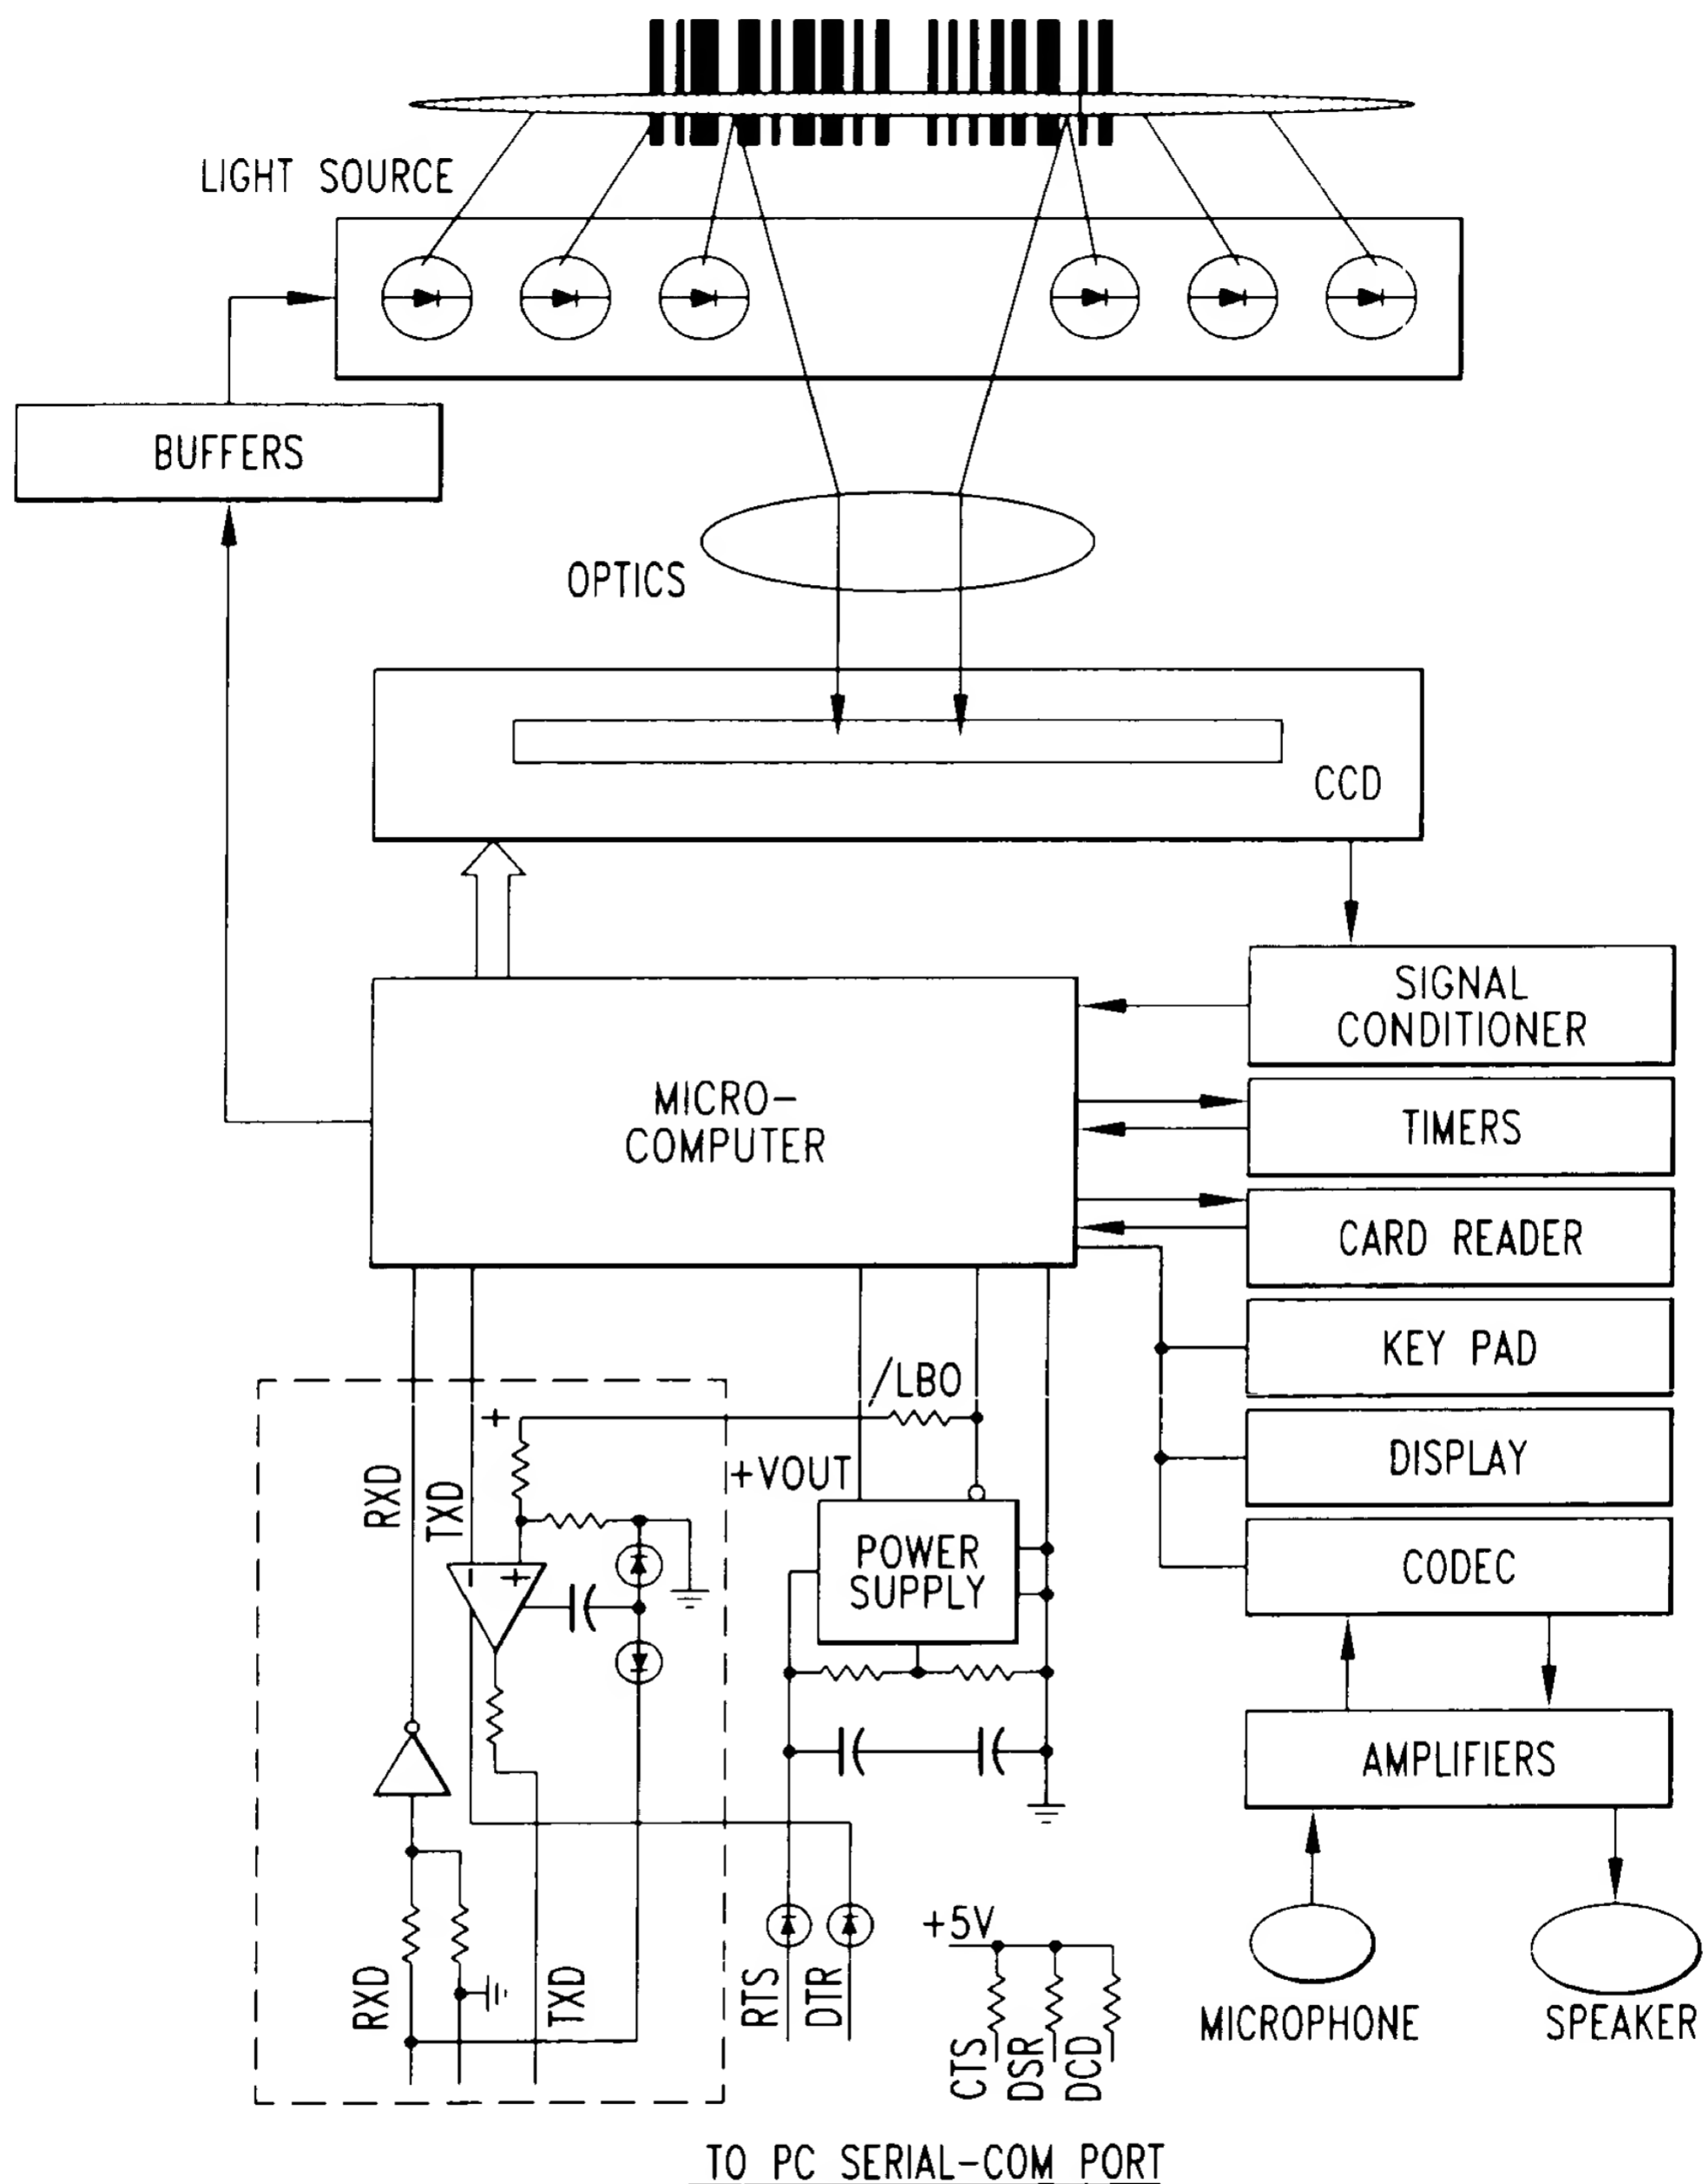 LIGHT SOURCE
BUFFERS
OPTICS
CCD
SIGNAL
CONDITIONER
MICRO-
COMPUTER
TIMERS
CARD READER
KEY PAD
DISPLAY
CODEC
AMPLIFIERS
MICROPHONE
SPEAKER
/LBO
+
+VOUT
RXD
TXD
- +
POWER
SUPPLY
RXD
TXD
RTS
DTR
+5V
CTS
DSR
DCD
TO PC SERIAL-COM PORT